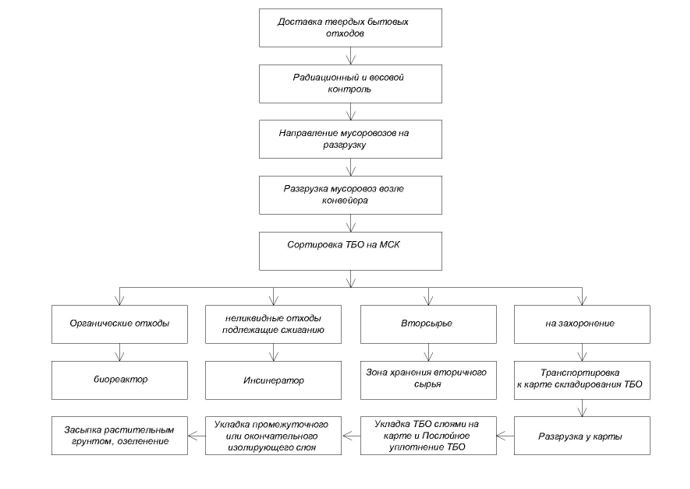 Доставка твердых бытовых
отходов
Радиационный и весовой
контроль
Направление мусоровозов на
разгрузку
Разгрузка мусоровоз возле
конвейера
Сортировка ТБО на МСК
Органические отходы
неликвидные отходы
подлежащие сжиганию
Вторсырье
на захоронение
биореактор
Инсинератор
Зона хранения вторичного
сырья
Транспортировка
к карте складирования ТБО
Засыпка растительным
грунтом, озеленение
Укладка промежуточного
или окончательного
изолирующего слоя
Укладка ТБО слоями на
карте и Послойное
уплотнение ТБО
Разгрузка у карты